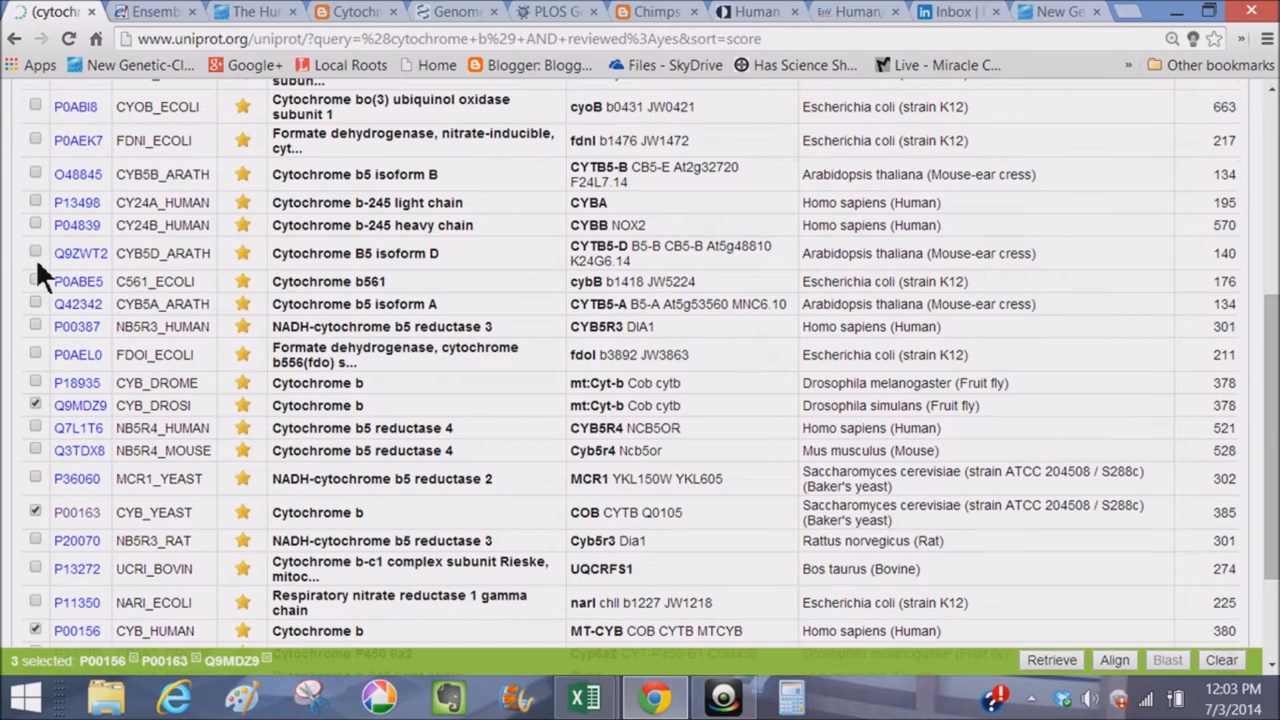 (cytochr
Ensemb
The Hu
Cytoch
Genom
PLOS G
Chimps
Human
Human,
Inbox |
New Ge
www.uniprot.org/uniprot/?query=%28cytochrome+b%29+AND+reviewed%3Ayes&sort=score
Apps New Genetic-Cl... Google+ Local Roots Home Blogger: Blogg... Files - SkyDrive Has Science Sh... Live - Miracle C... » Other bookmarks
subun...
P0ABI8 CYOB_ECOLI Cytochrome bo(3) ubiquinol oxidase cyoB b0431 JW0421 Escherichia coli (strain K12) 663
subunit 1
P0AEK7 FDNI_ECOLI Formate dehydrogenase, nitrate-inducible, fdnI b1476 JW1472 Escherichia coli (strain K12) 217
cyt...
O48845 CYB5B_ARATH Cytochrome b5 isoform B CYTB5-B CB5-E At2g32720 Arabidopsis thaliana (Mouse-ear cress) 134
F24L7.14
P13498 CY24A_HUMAN Cytochrome b-245 light chain CYBA Homo sapiens (Human) 195
P04839 CY24B_HUMAN Cytochrome b-245 heavy chain CYBB NOX2 Homo sapiens (Human) 570
Q9ZWT2 CYB5D_ARATH Cytochrome B5 isoform D CYTB5-D B5-B CB5-B At5g48810 Arabidopsis thaliana (Mouse-ear cress) 140
K24G6.14
P0ABE5 C561_ECOLI Cytochrome b561 cybB b1418 JW5224 Escherichia coli (strain K12) 176
Q42342 CYB5A_ARATH Cytochrome b5 isoform A CYTB5-A B5-A At5g53560 MNC6.10 Arabidopsis thaliana (Mouse-ear cress) 134
P00387 NB5R3_HUMAN NADH-cytochrome b5 reductase 3 CYB5R3 DIA1 Homo sapiens (Human) 301
P0AEL0 FDOI_ECOLI Formate dehydrogenase, cytochrome fdoI b3892 JW3863 Escherichia coli (strain K12) 211
b556(fdo) s...
P18935 CYB_DROME Cytochrome b mt:Cyt-b Cob cytb Drosophila melanogaster (Fruit fly) 378
Q9MDZ9 CYB_DROSI Cytochrome b mt:Cyt-b Cob cytb Drosophila simulans (Fruit fly) 378
Q7L1T6 NB5R4_HUMAN Cytochrome b5 reductase 4 CYB5R4 NCB5OR Homo sapiens (Human) 521
Q3TDX8 NB5R4_MOUSE Cytochrome b5 reductase 4 Cyb5r4 Ncb5or Mus musculus (Mouse) 528
P36060 MCR1_YEAST NADH-cytochrome b5 reductase 2 MCR1 YKL150W YKL605 Saccharomyces cerevisiae (strain ATCC 204508 / S288c) 302
(Baker's yeast)
P00163 CYB_YEAST Cytochrome b COB CYTB Q0105 Saccharomyces cerevisiae (strain ATCC 204508 / S288c) 385
(Baker's yeast)
P20070 NB5R3_RAT NADH-cytochrome b5 reductase 3 Cyb5r3 Dia1 Rattus norvegicus (Rat) 301
P13272 UCRI_BOVIN Cytochrome b-c1 complex subunit Rieske, UQCRFS1 Bos taurus (Bovine) 274
mitoc...
P11350 NARI_ECOLI Respiratory nitrate reductase 1 gamma narI chlI b1227 JW1218 Escherichia coli (strain K12) 225
chain
P00156 CYB_HUMAN Cytochrome b MT-CYB COB CYTB MTCYB Homo sapiens (Human) 380
3 selected: P00156 P00163 Q9MDZ9 Retrieve Align Blast Clear
12:03 PM
7/3/2014